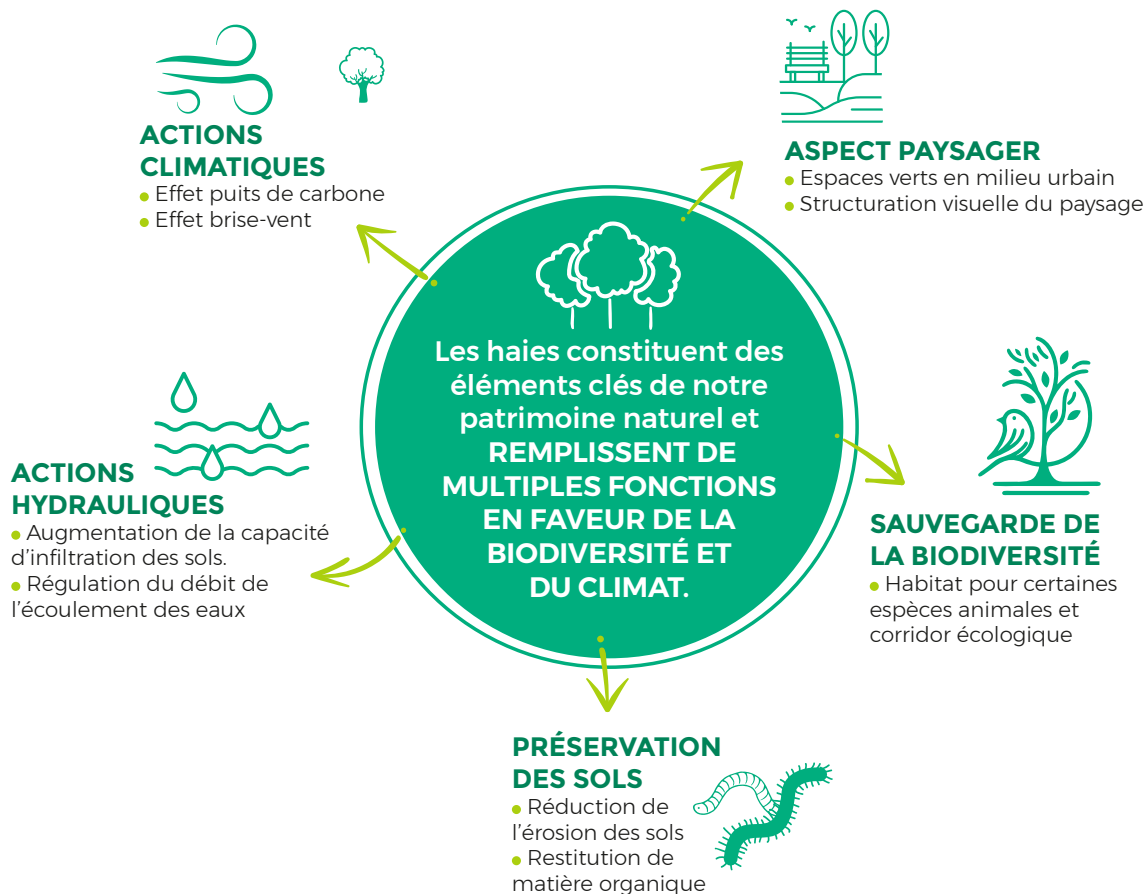 ACTIONS
CLIMATIQUES
• Effet puits de carbone
• Effet brise-vent
ASPECT PAYSAGER
• Espaces verts en milieu urbain
• Structuration visuelle du paysage
Les haies constituent des
éléments clés de notre
patrimoine naturel et
REMPLISSENT DE
MULTIPLES FONCTIONS
EN FAVEUR DE LA
BIODIVERSITÉ ET
DU CLIMAT.
ACTIONS
HYDRAULIQUES
• Augmentation de la capacité
d'infiltration des sols.
• Régulation du débit de
l'écoulement des eaux
SAUVEGARDE DE
LA BIODIVERSITÉ
• Habitat pour certaines
espèces animales et
corridor écologique
PRÉSERVATION
DES SOLS
• Réduction de
l'érosion des sols
• Restitution de
matière organique